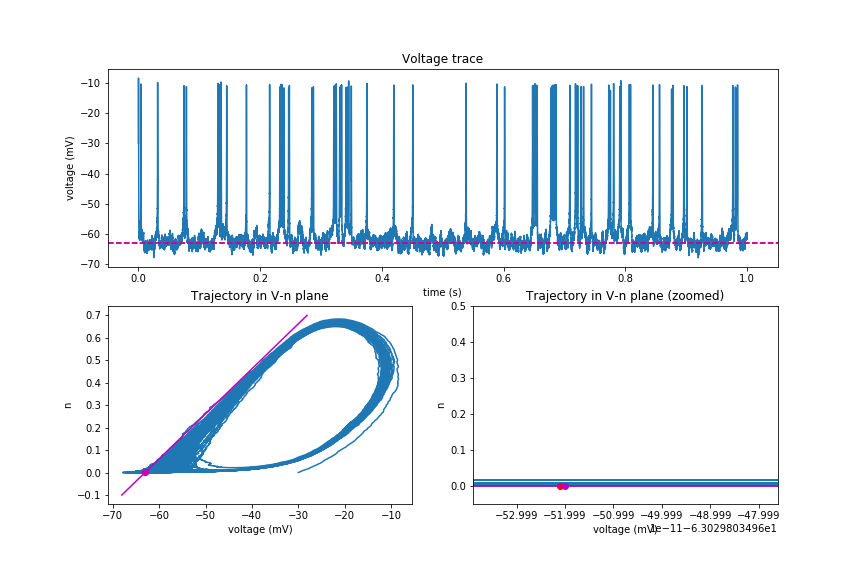 Voltage trace
voltage (mV)
−10
−20
−30
−40
−50
−60
−70
0.0 0.2 0.4 0.6 0.8 1.0
time (s)
Trajectory in V-n plane
n
0.7
0.6
0.5
0.4
0.3
0.2
0.1
0.0
−0.1
−70 −60 −50 −40 −30 −20 −10
voltage (mV)
Trajectory in V-n plane (zoomed)
n
0.5
0.4
0.3
0.2
0.1
0.0
−52.999 −51.999 −50.999 −49.999 −48.999 −47.999
voltage (mV)
1e−11−6.3029803496e1